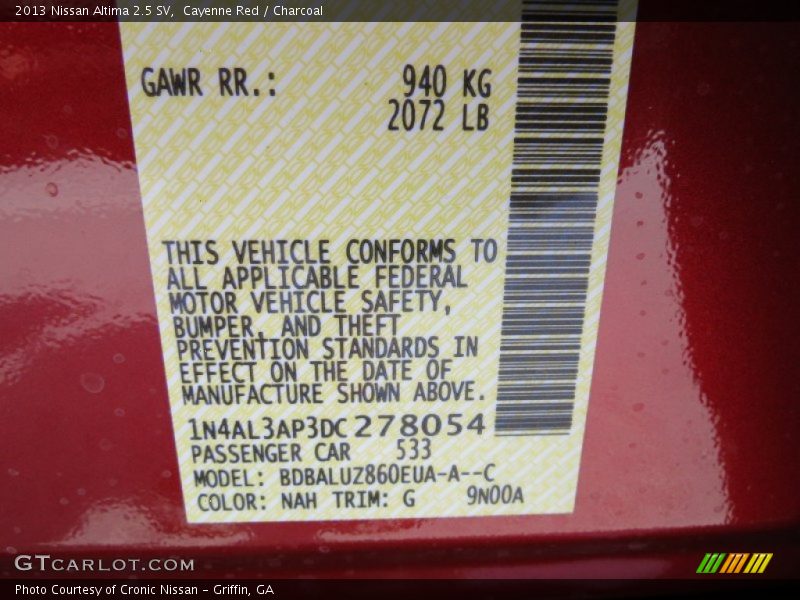 2013 Nissan Altima 2.5 SV,  Cayenne Red / Charcoal
GAWR RR.: 940 KG
2072 LB
THIS VEHICLE CONFORMS TO
ALL APPLICABLE FEDERAL
MOTOR VEHICLE SAFETY,
BUMPER, AND THEFT
PREVENTION STANDARDS IN
EFFECT ON THE DATE OF
MANUFACTURE SHOWN ABOVE.
1N4AL3AP3DC278054
PASSENGER CAR 533
MODEL: BDBALUZ860EUA-A--C
COLOR: NAH TRIM: G 9N00A
GTCARLOT.COM
Photo Courtesy of Cronic Nissan - Griffin, GA